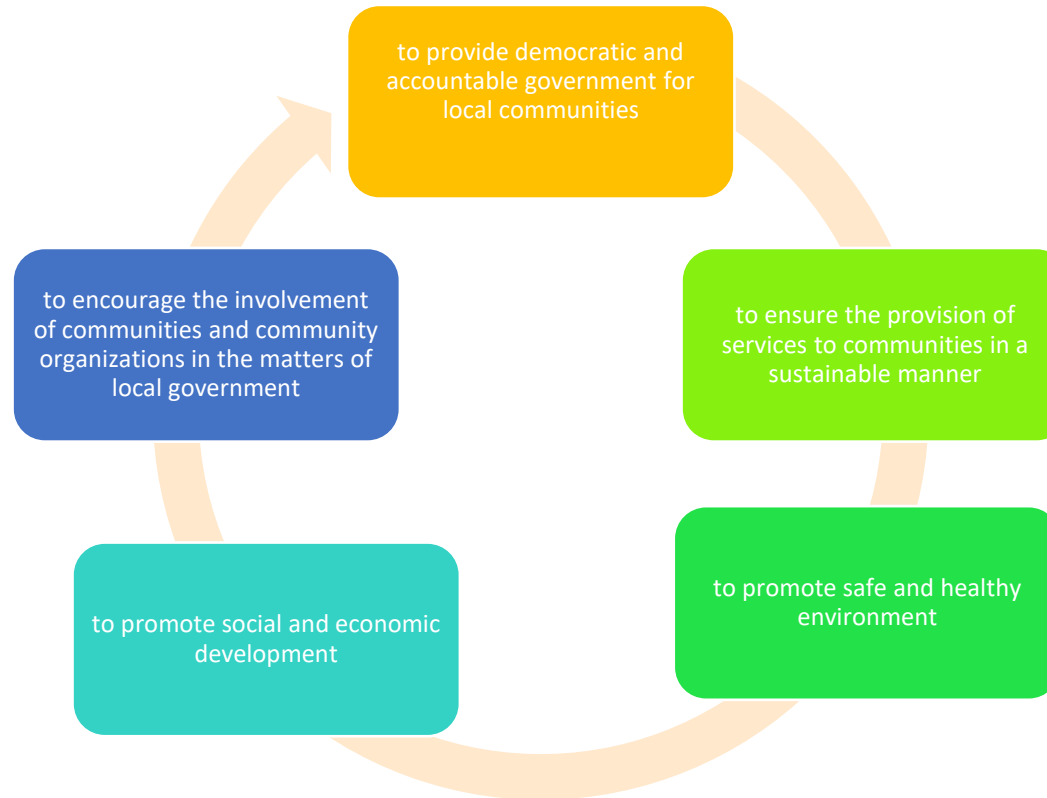 to provide democratic and
accountable government for
local communities
to ensure the provision of
services to communities in a
sustainable manner
to promote safe and healthy
environment
to promote social and economic
development
to encourage the involvement
of communities and community
organizations in the matters of
local government